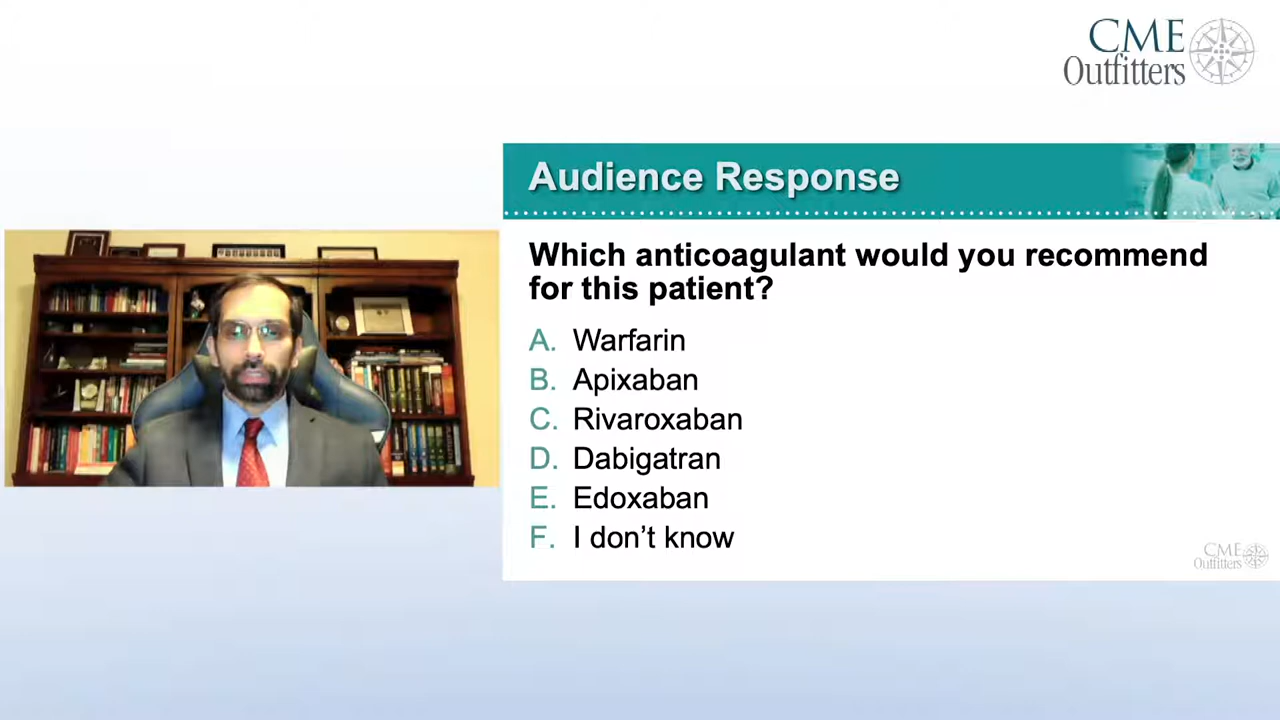 CME
Outfitters
Audience Response
Which anticoagulant would you recommend
for this patient?
A. Warfarin
B. Apixaban
C. Rivaroxaban
D. Dabigatran
E. Edoxaban
F. I don't know
CME
Outfitters